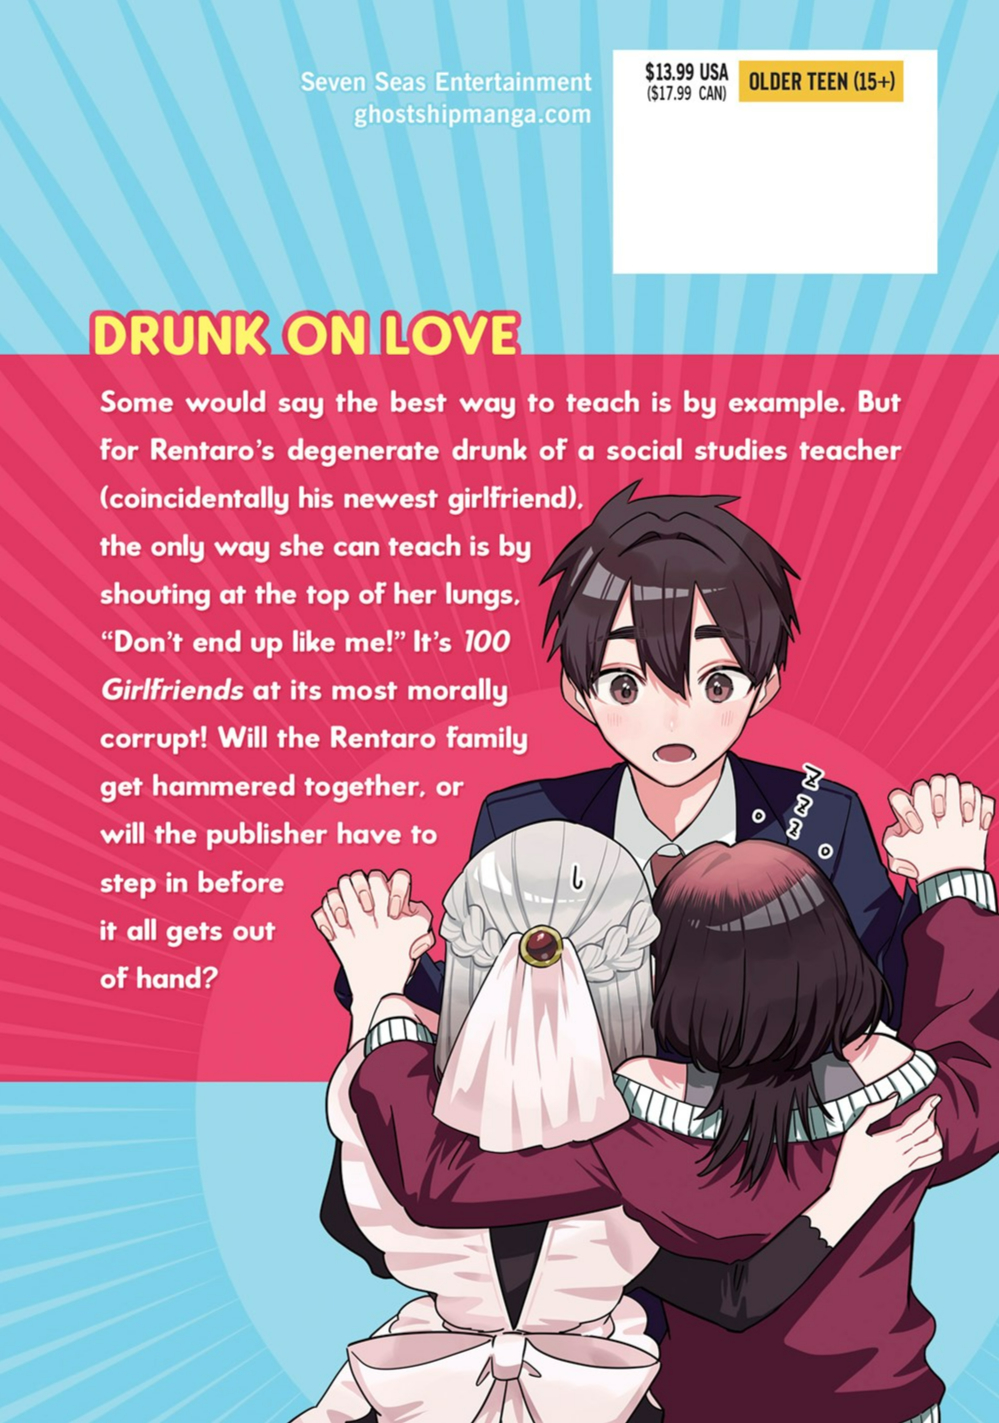 Seven Seas Entertainment
ghostshipmanga.com
$13.99 USA
($17.99 CAN)
OLDER TEEN (15+)
DRUNK ON LOVE
Some would say the best way to teach is by example. But
for Rentaro’s degenerate drunk of a social studies teacher
(coincidentally his newest girlfriend),
the only way she can teach is by
shouting at the top of her lungs,
“Don’t end up like me!” It’s 100
Girlfriends at its most morally
corrupt! Will the Rentaro family
get hammered together, or
will the publisher have to
step in before
it all gets out
of hand?
Z
z
z